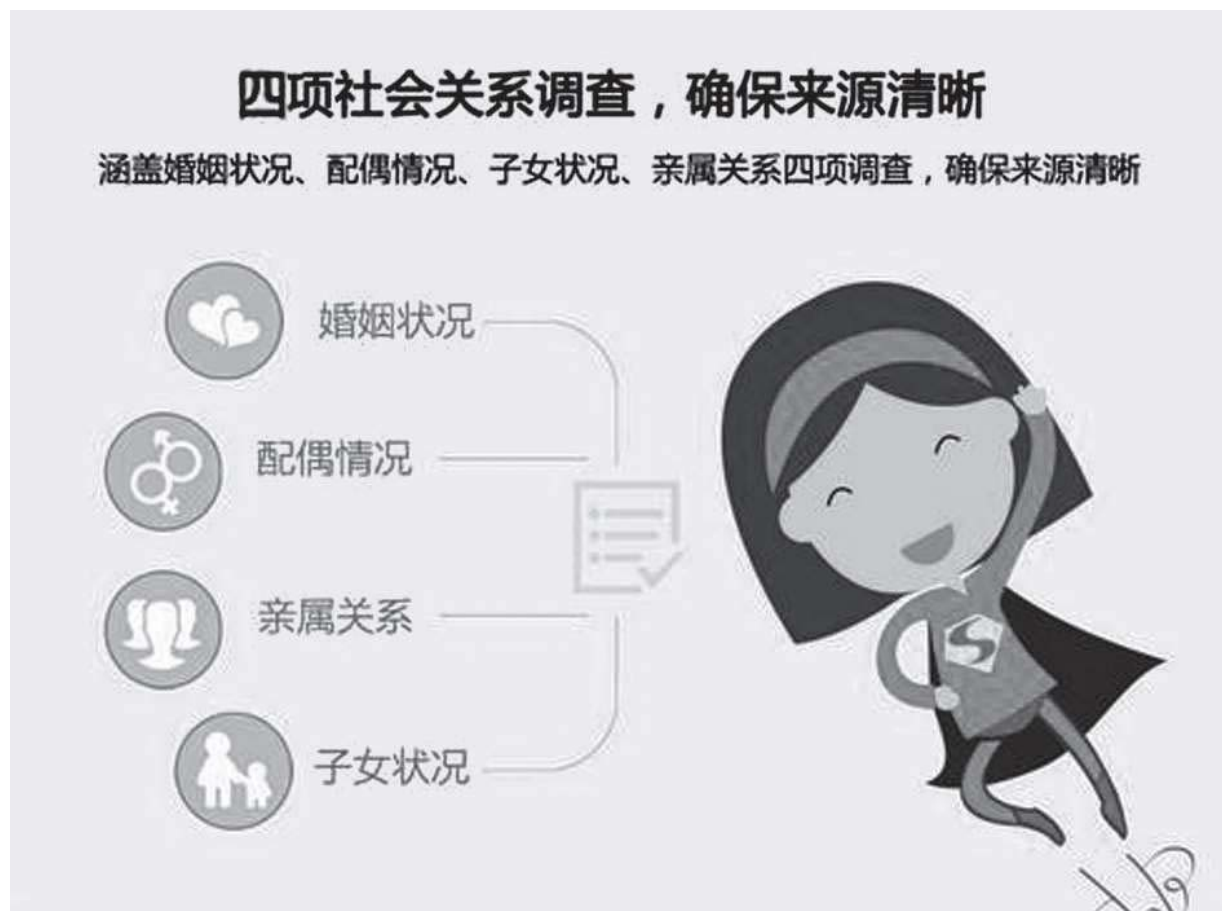 四项社会关系调查，确保来源清晰
涵盖婚姻状况、配偶情况、子女状况、亲属关系四项调查，确保来源清晰
婚姻状况
配偶情况
亲属关系
子女状况
S